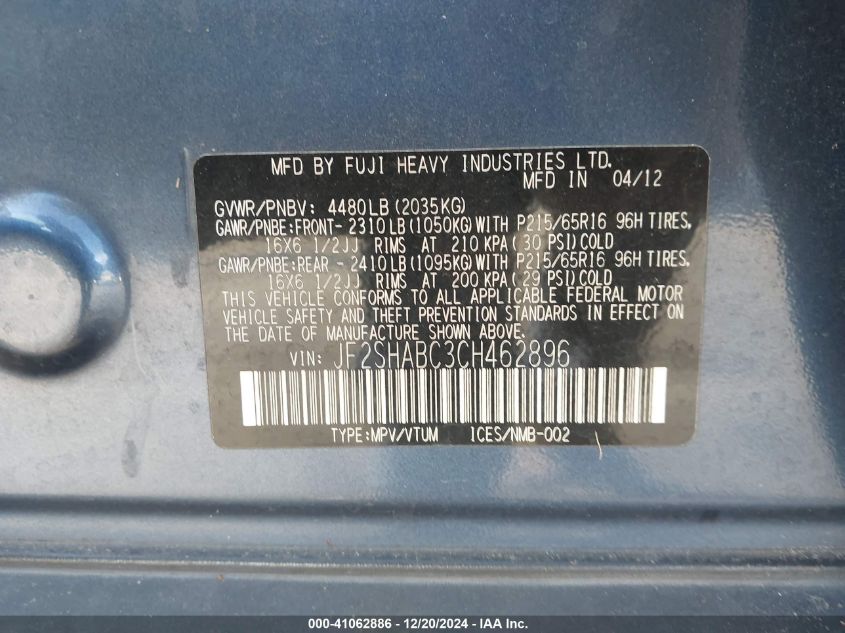 MFD BY FUJI HEAVY INDUSTRIES LTD.
MFD IN 04/12
GVWR/PNBV: 4480LB(2035KG)
GAWR/PNBE:FRONT- 2310LB(1050KG)WITH P215/65R16 96H TIRES,
16X6 1/2JJ RIMS AT 210 KPA(30 PSI)COLD
GAWR/PNBE:REAR - 2410LB(1095KG)WITH P215/65R16 96H TIRES,
16X6 1/2JJ RIMS AT 200 KPA(29 PSI)COLD
THIS VEHICLE CONFORMS TO ALL APPLICABLE FEDERAL MOTOR
VEHICLE SAFETY AND THEFT PREVENTION STANDARDS IN EFFECT ON
THE DATE OF MANUFACTURE SHOWN ABOVE.
VIN: JF2SHABC3CH462896
TYPE:MPV/VTUM ICES/NMB-002
000-41062886 - 12/20/2024 - IAA Inc.